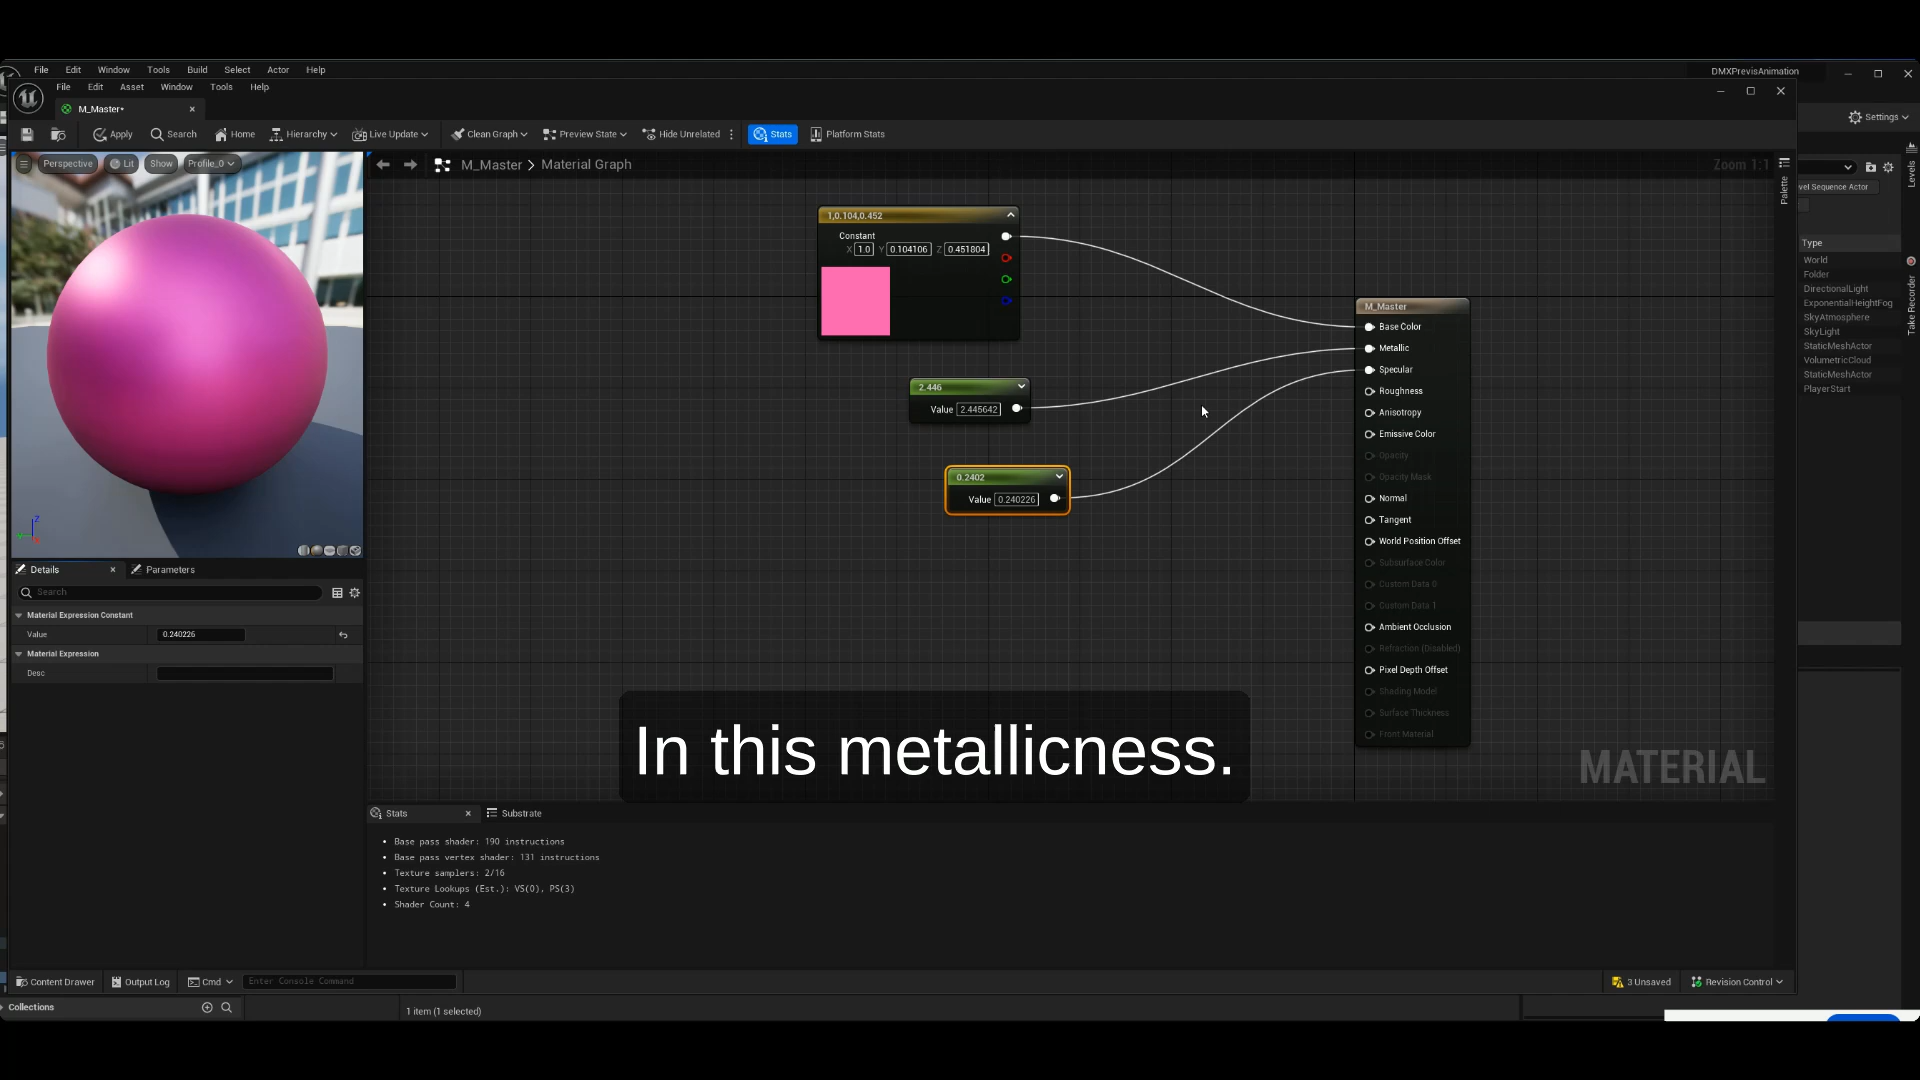 File Edit Window Tools Build Select Actor Help
DMXPrevisAnimation
File Edit Asset Window Tools Help
M_Master•
Apply Search Home Hierarchy Live Update Clean Graph Preview State Hide Unrelated Stats Platform Stats
Settings
Perspective Lit Show Profile_0
M_Master > Material Graph
Zoom 1:1
Palette
Levels
vel Sequence Actor
1,0.104,0.452
Constant
X 1.0 Y 0.104106 Z 0.451804
Type
World
Folder
DirectionalLight
ExponentialHeightFog
SkyAtmosphere
SkyLight
StaticMeshActor
VolumetricCloud
StaticMeshActor
PlayerStart
Take Recorder
M_Master
Base Color
Metallic
Specular
Roughness
Anisotropy
Emissive Color
Opacity
Opacity Mask
Normal
Tangent
World Position Offset
Subsurface Color
Custom Data 0
Custom Data 1
Ambient Occlusion
Refraction (Disabled)
Pixel Depth Offset
Shading Model
Surface Thickness
Front Material
2.446
Value 2.445642
0.2402
Value 0.240226
Details Parameters
Search
Material Expression Constant
Value 0.240226
Material Expression
Desc
In this metallicness.
MATERIAL
Stats Substrate
• Base pass shader: 190 instructions
• Base pass vertex shader: 131 instructions
• Texture samplers: 2/16
• Texture Lookups (Est.): VS(0), PS(3)
• Shader Count: 4
Content Drawer Output Log Cmd Enter Console Command
3 Unsaved Revision Control
Collections
1 item (1 selected)